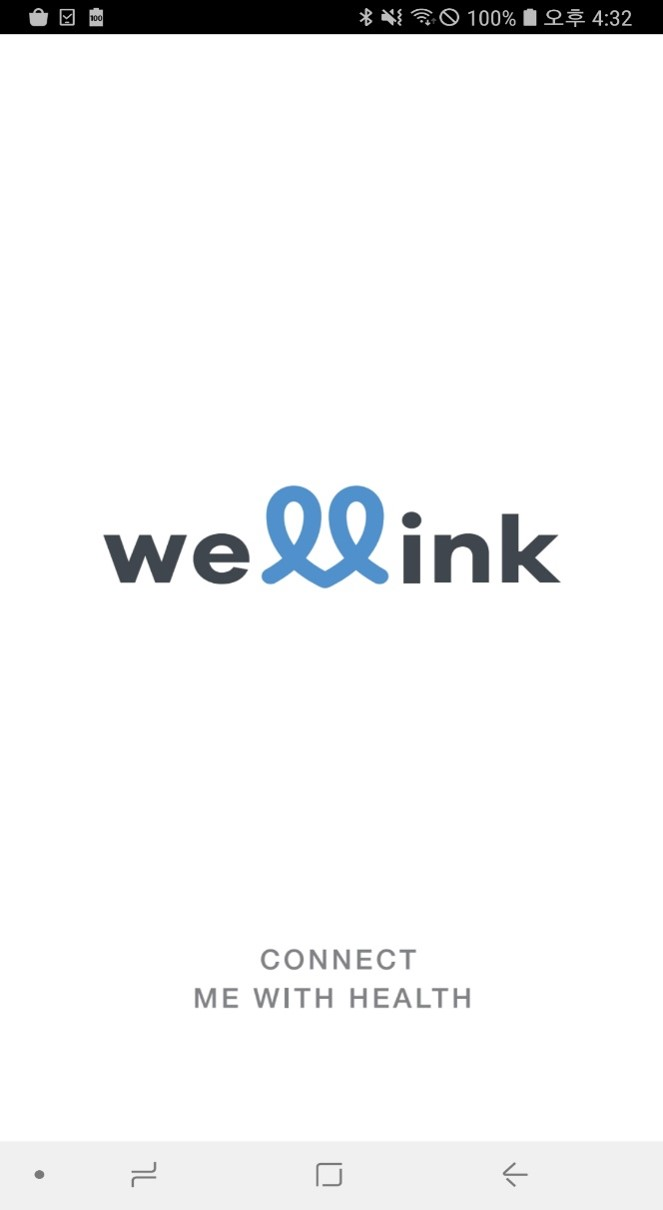 100% 오후 4:32
wellink
CONNECT
ME WITH HEALTH